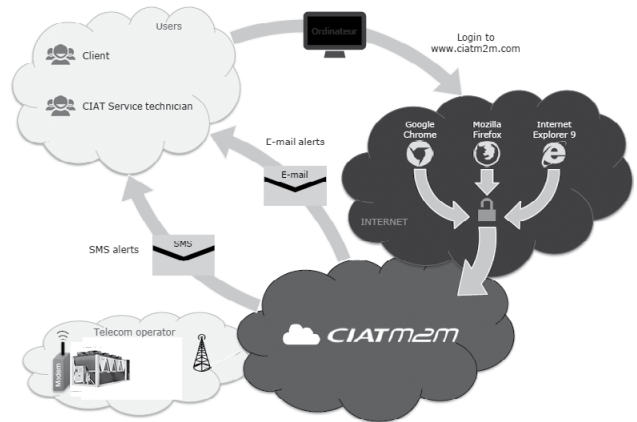 Users
Client
CIAT Service technician
Ordinateur
Login to
www.ciatm2m.com
Google
Chrome
Mozilla
Firefox
Internet
Explorer 9
INTERNET
E-mail alerts
E-mail
SMS alerts
SMS
Telecom operator
Modem
CIATM2M